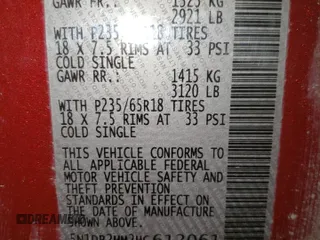 GAWR FR.: 1325 KG
2921 LB
WITH P235/65R18 TIRES
18 X 7.5 RIMS AT 33 PSI
COLD SINGLE
GAWR RR.: 1415 KG
3120 LB
WITH P235/65R18 TIRES
18 X 7.5 RIMS AT 33 PSI
COLD SINGLE
THIS VEHICLE CONFORMS TO
ALL APPLICABLE FEDERAL
MOTOR VEHICLE SAFETY AND
THEFT PREVENTION
STANDARDS IN EFFECT ON
THE DATE OF MANUFACTURE
SHOWN ABOVE.